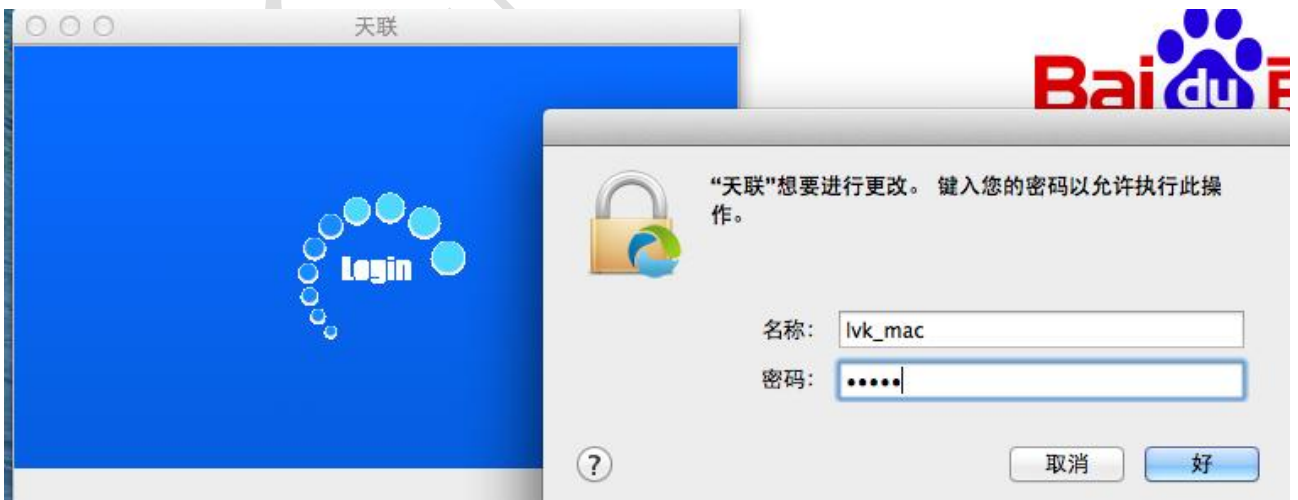 天联
Login
Bai du
“天联”想要进行更改。 键入您的密码以允许执行此操
作。
名称: lvk_mac
密码: •••••
?
取消 好